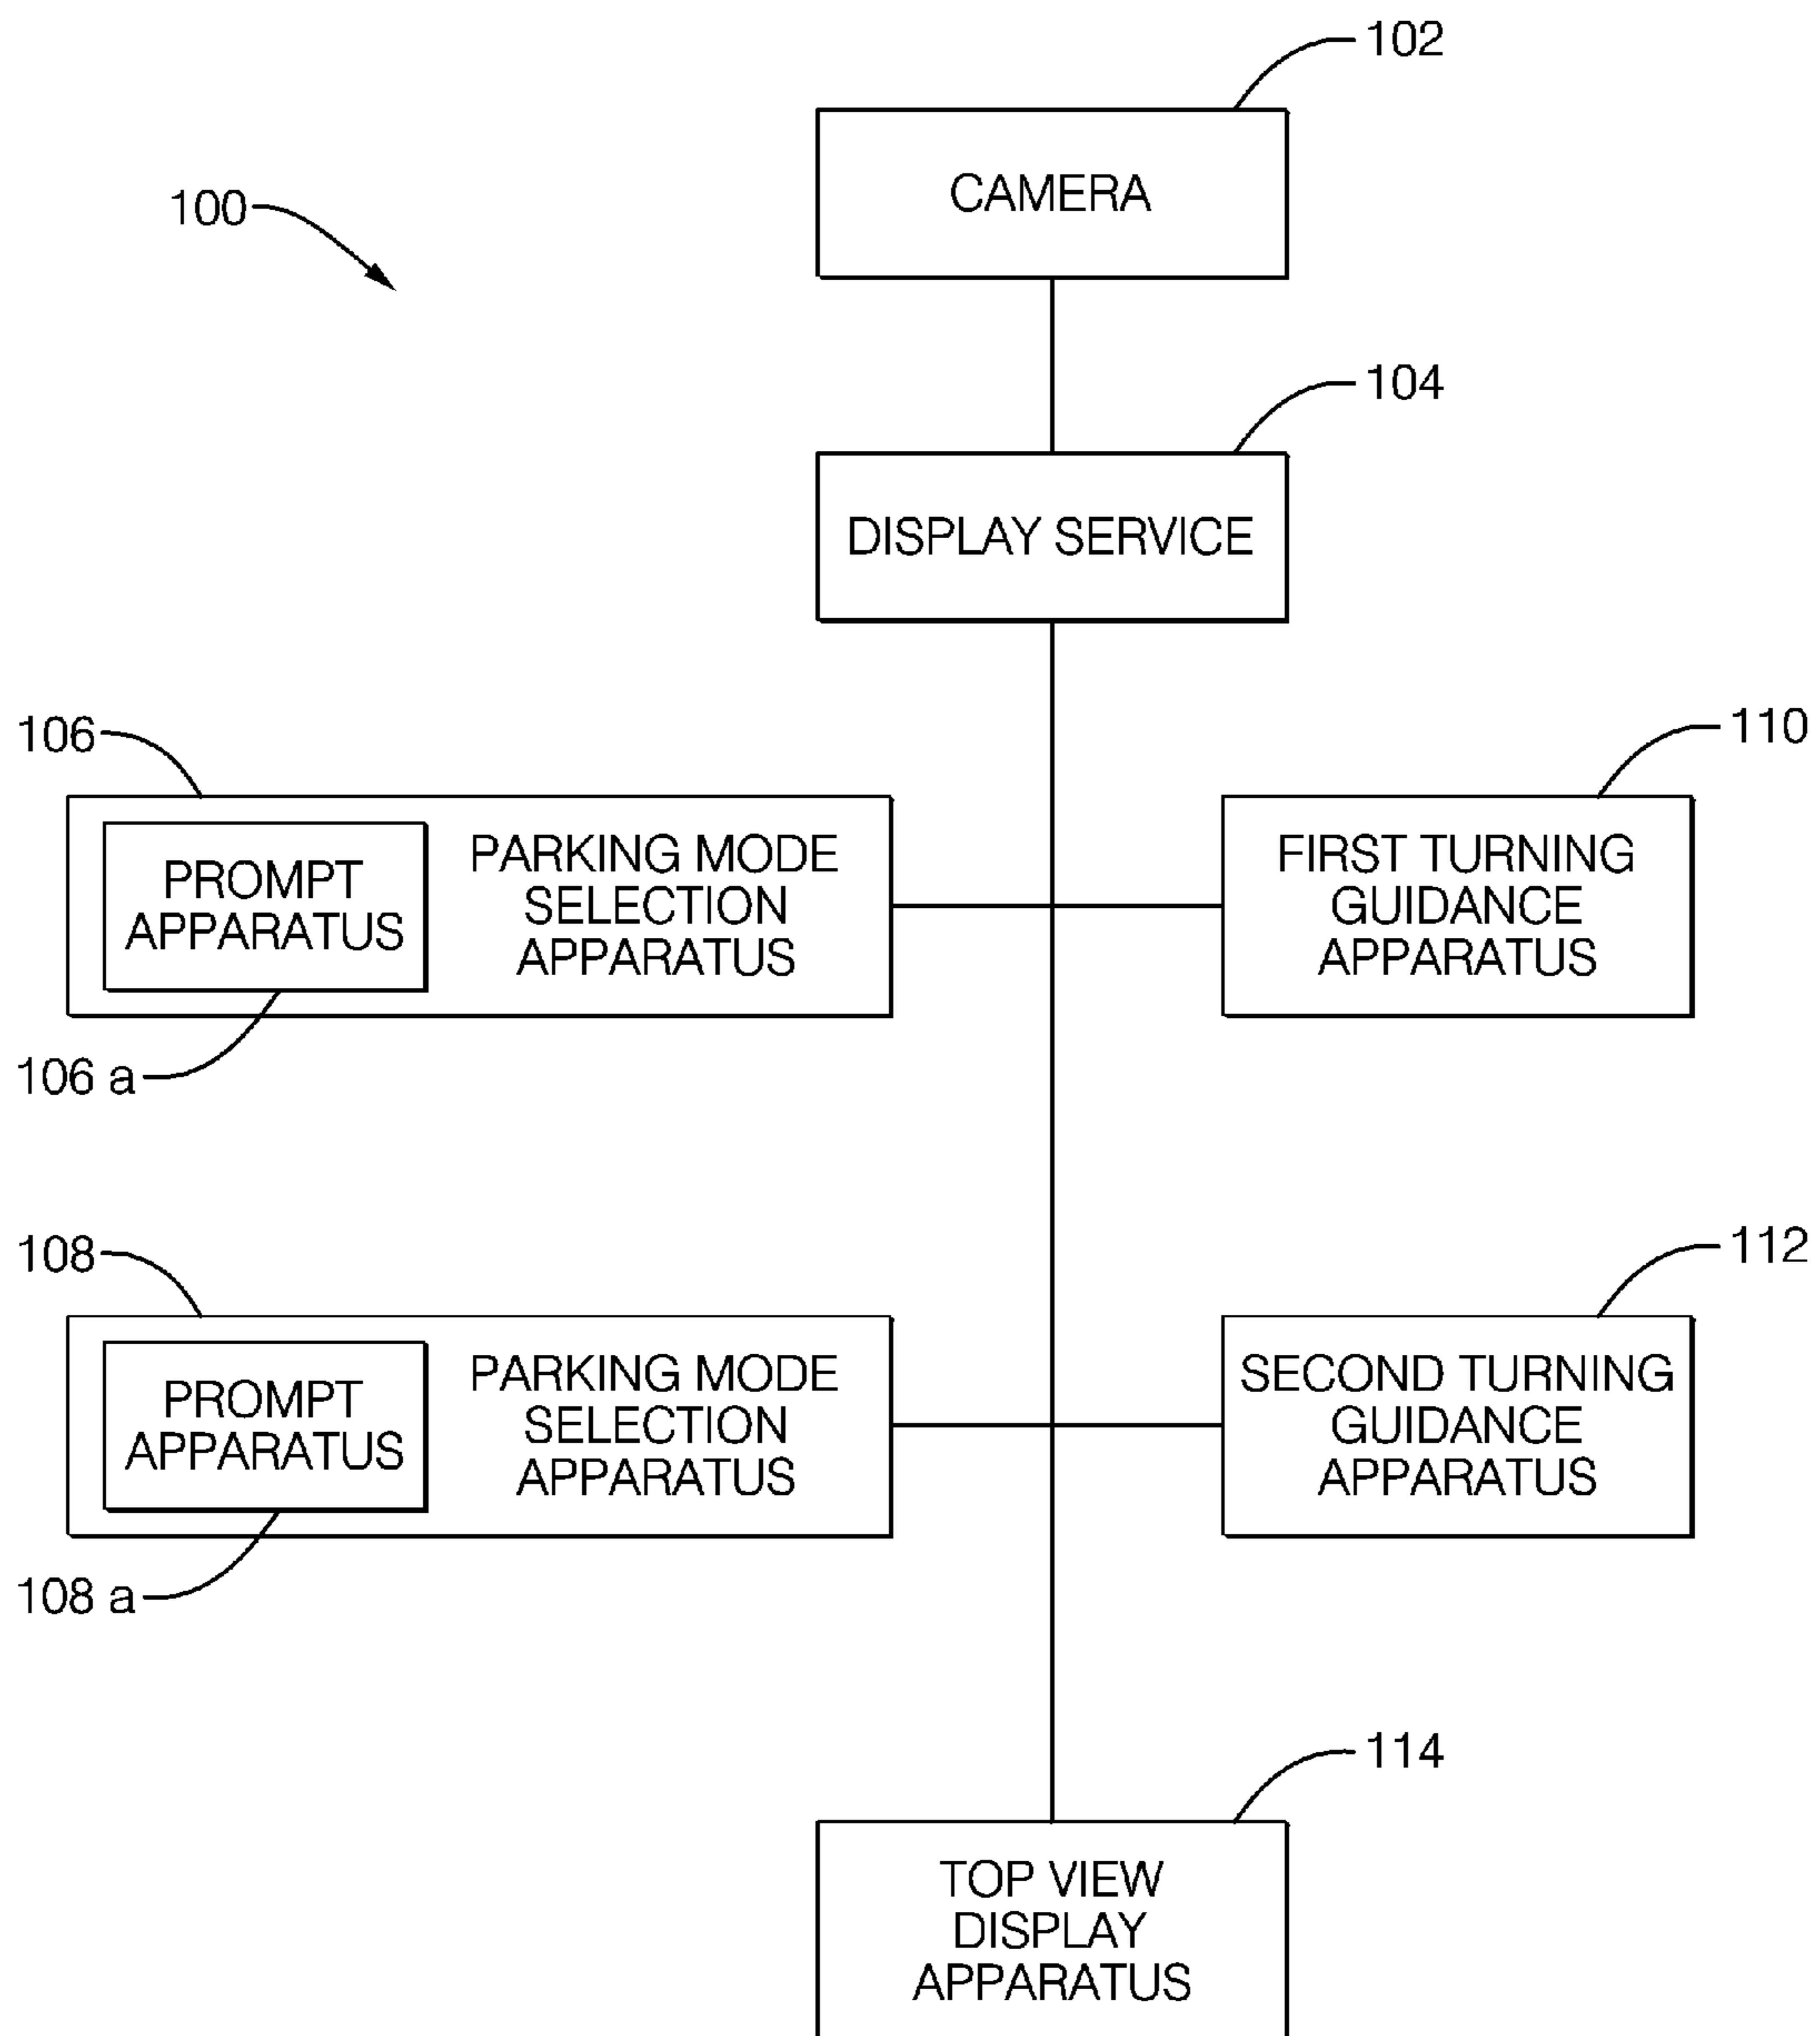 102
CAMERA
100
104
DISPLAY SERVICE
106
110
PROMPT
APPARATUS
PARKING MODE
SELECTION
APPARATUS
FIRST TURNING
GUIDANCE
APPARATUS
106 a
108
112
PROMPT
APPARATUS
PARKING MODE
SELECTION
APPARATUS
SECOND TURNING
GUIDANCE
APPARATUS
108 a
114
TOP VIEW
DISPLAY
APPARATUS